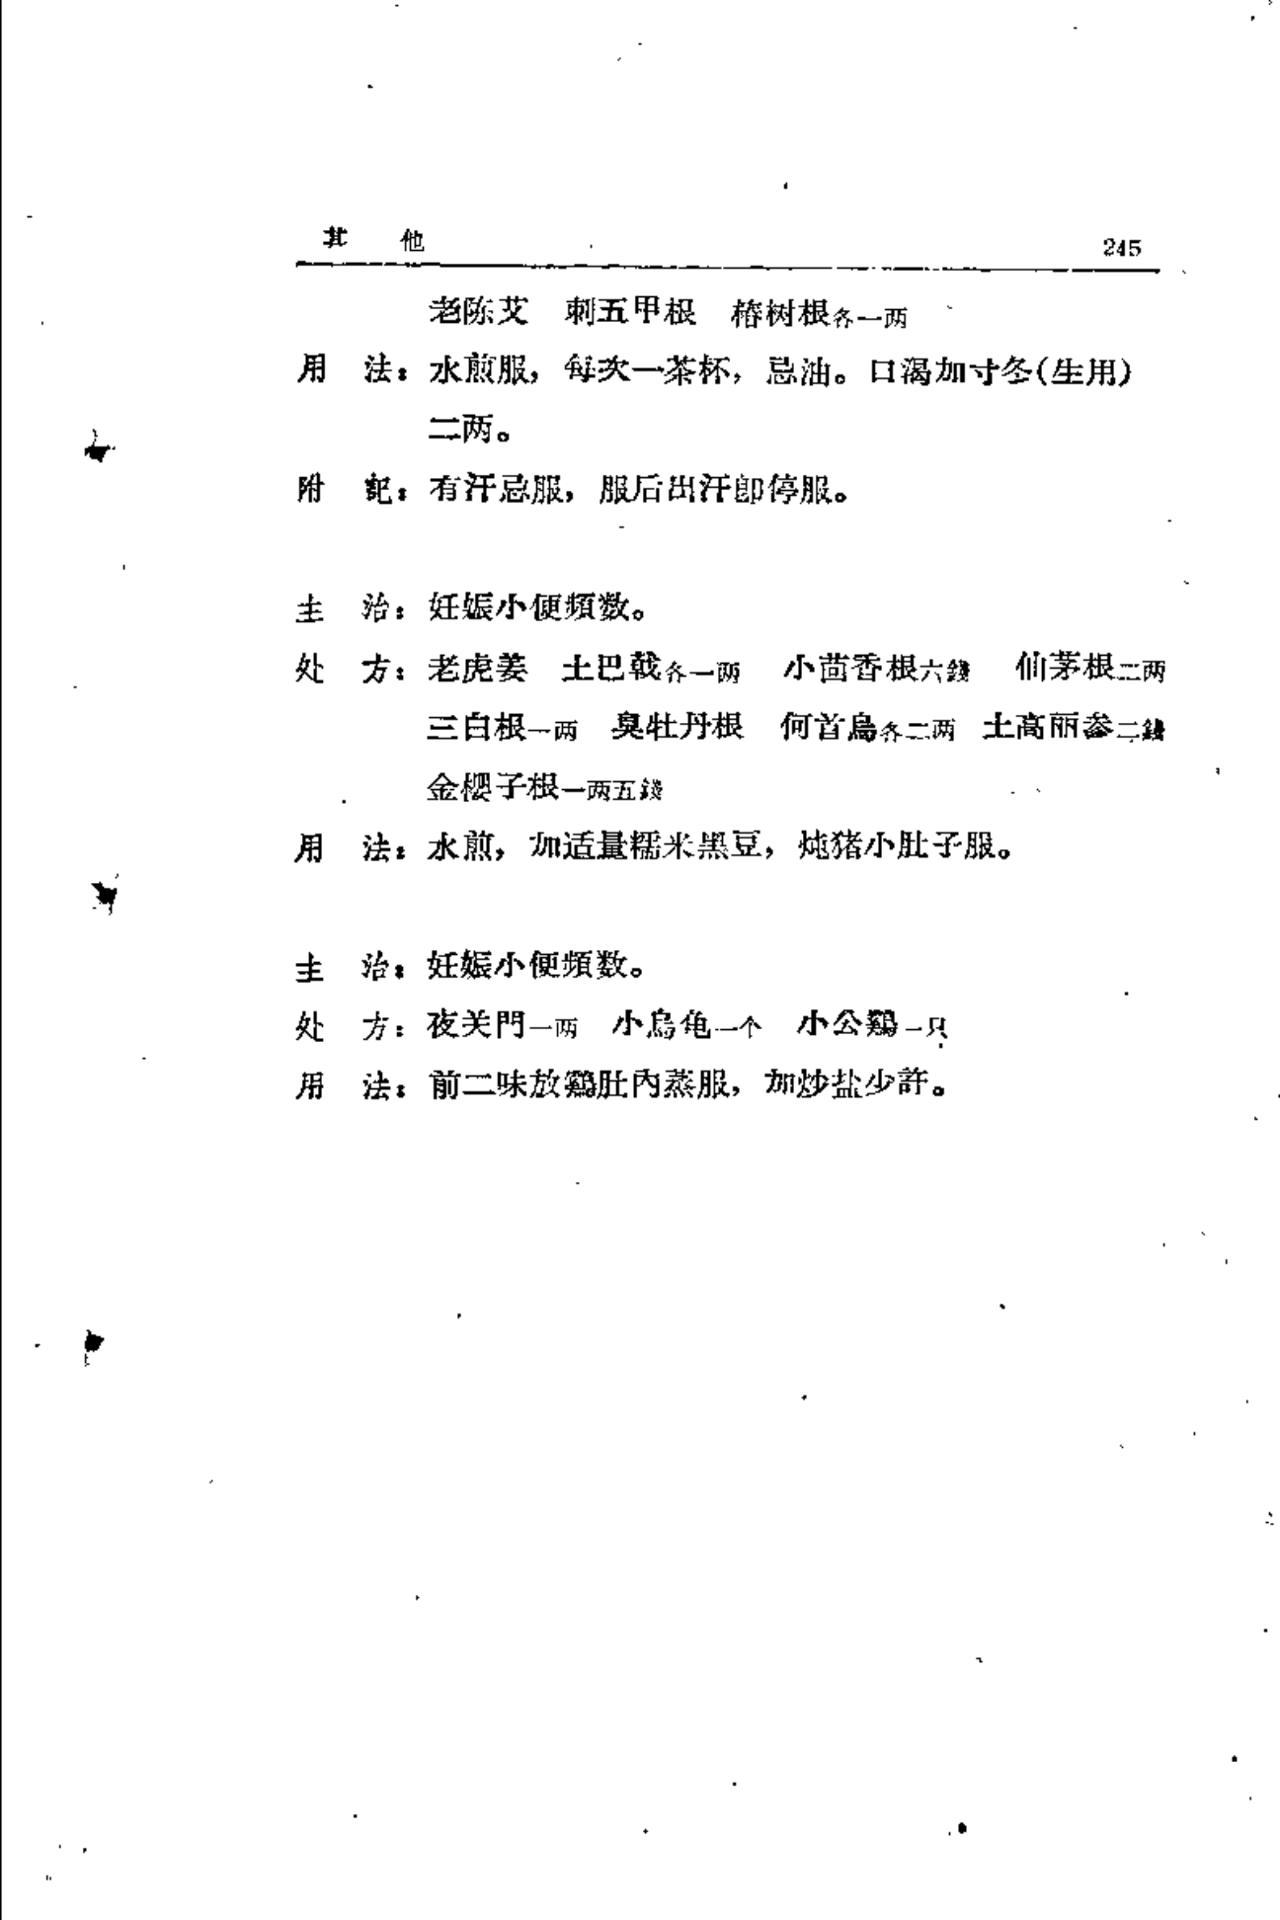 其　他　245
老陈艾　刺五甲根　椿树根各一两
用　法：水煎服，每次一茶杯，忌油。口渴加寸冬(生用)
二两。
附　記：有汗忌服，服后出汗即停服。
主　治：妊娠小便頻数。
处　方：老虎姜　土巴戟各一两　小茴香根六錢　仙茅根二两
三白根一两　臭牡丹根　何首烏各二两　土高丽参二錢
金樱子根一两五錢
用　法：水煎，加适量糯米黑豆，炖猪小肚子服。
主　治：妊娠小便頻数。
处　方：夜关門一两　小烏龟一个　小公鷄一只
用　法：前二味放鷄肚內蒸服，加炒盐少許。